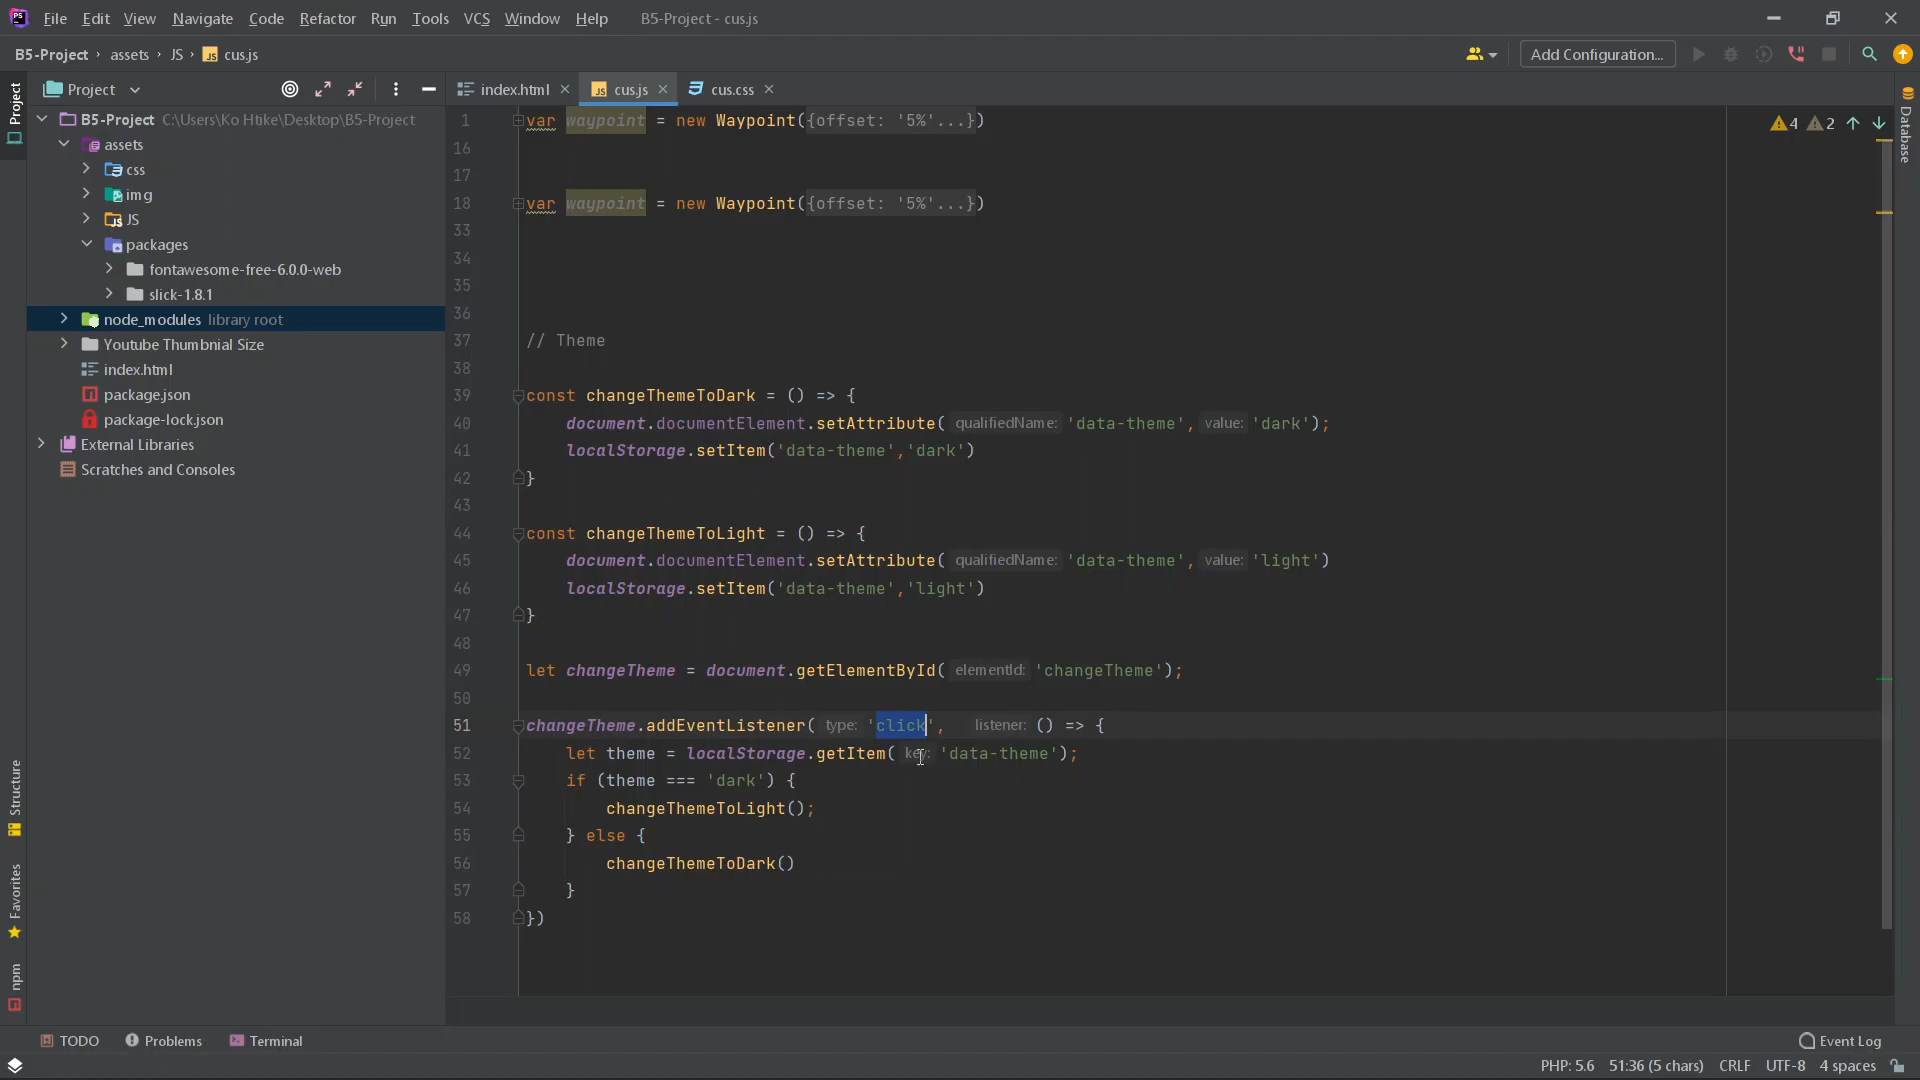 File Edit View Navigate Code Refactor Run Tools VCS Window Help B5-Project - cus.js
B5-Project › assets › JS › cus.js
Add Configuration...
Project
index.html
cus.js
cus.css
B5-Project C:\Users\Ko Htike\Desktop\B5-Project
assets
css
img
JS
packages
fontawesome-free-6.0.0-web
slick-1.8.1
node_modules library root
Youtube Thumbnial Size
index.html
package.json
package-lock.json
External Libraries
Scratches and Consoles
Project
Structure
Favorites
npm
Database
4 2
1 var waypoint = new Waypoint({offset: '5%'...})
16
17
18 var waypoint = new Waypoint({offset: '5%'...})
33
34
35
36
37 // Theme
38
39 const changeThemeToDark = () => {
40 document.documentElement.setAttribute( qualifiedName: 'data-theme', value: 'dark');
41 localStorage.setItem('data-theme','dark')
42 }
43
44 const changeThemeToLight = () => {
45 document.documentElement.setAttribute( qualifiedName: 'data-theme', value: 'light')
46 localStorage.setItem('data-theme','light')
47 }
48
49 let changeTheme = document.getElementById( elementId: 'changeTheme');
50
51 changeTheme.addEventListener( type: 'click', listener: () => {
52 let theme = localStorage.getItem( key: 'data-theme');
53 if (theme === 'dark') {
54 changeThemeToLight();
55 } else {
56 changeThemeToDark()
57 }
58 })
TODO Problems Terminal
Event Log
PHP: 5.6 51:36 (5 chars) CRLF UTF-8 4 spaces